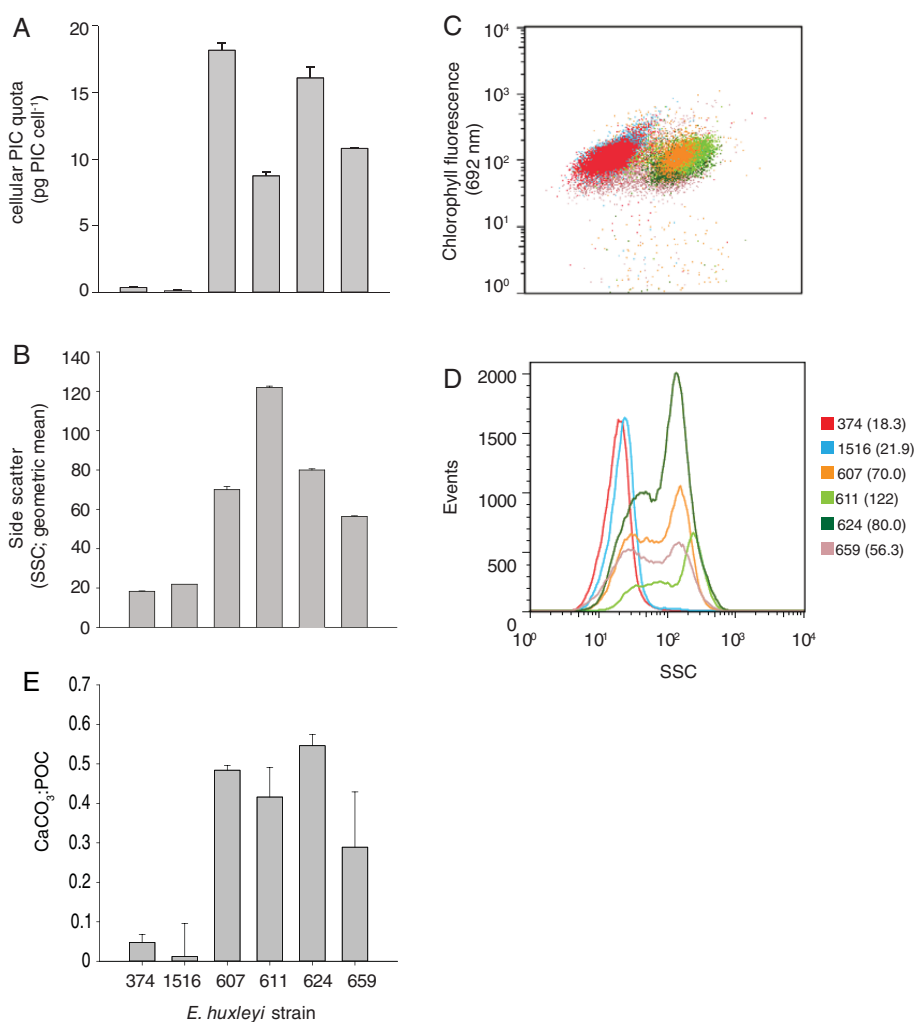 A
cellular PIC quota
(pg PIC cell⁻¹)
20
15
10
5
0
B
Side scatter
(SSC; geometric mean)
140
120
100
80
60
40
20
0
E
CaCO₃:POC
0.7
0.6
0.5
0.4
0.3
0.2
0.1
0
374 1516 607 611 624 659
E. huxleyi strain
C
Chlorophyll fluorescence
(692 nm)
10⁴
10³
10²
10¹
10⁰
D
Events
2000
1500
1000
500
0
10⁰ 10¹ 10² 10³ 10⁴
SSC
374 (18.3)
1516 (21.9)
607 (70.0)
611 (122)
624 (80.0)
659 (56.3)